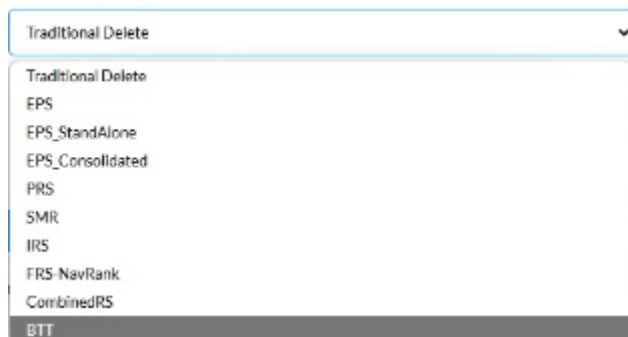 Traditional Delete
Traditional Delete
EPS
EPS_StandAlone
EPS_Consolidated
PRS
SMR
IRS
FRS-NavRank
CombinedRS
BTT